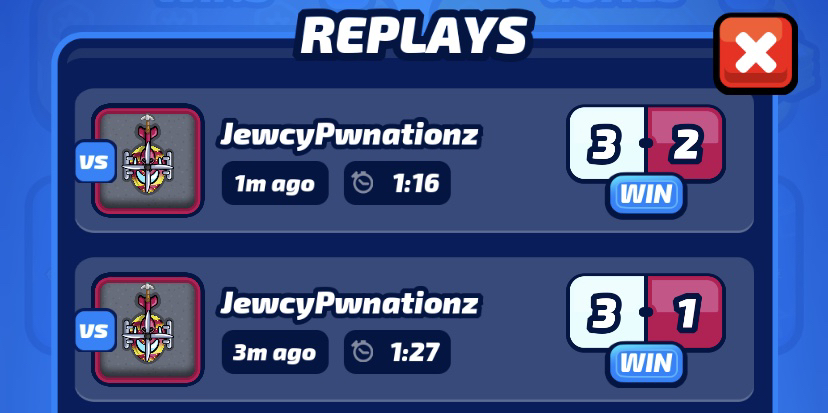 REPLAYS
VS
JewcyPwnationz
1m ago
1:16
3 - 2
WIN
VS
JewcyPwnationz
3m ago
1:27
3 - 1
WIN